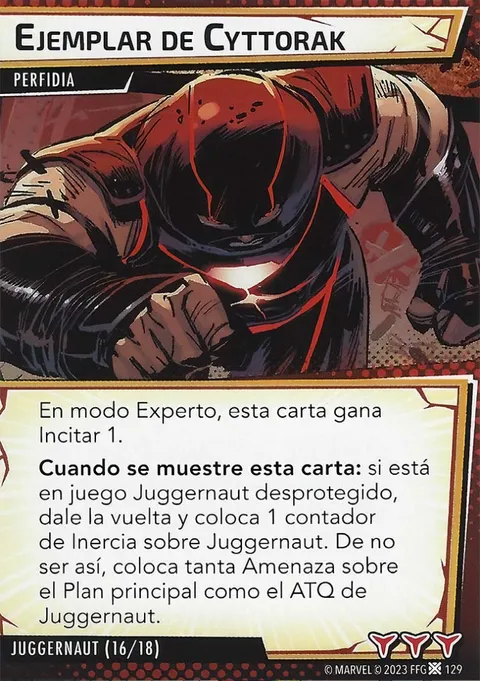 Ejemplar de Cyttorak
PERFIDIA
En modo Experto, esta carta gana
Incitar 1.
Cuando se muestre esta carta: si está
en juego Juggernaut desprotegido,
dale la vuelta y coloca 1 contador
de Inercia sobre Juggernaut. De no
ser así, coloca tanta Amenaza sobre
el Plan principal como el ATQ de
Juggernaut.
JUGGERNAUT (16/18)
© MARVEL © 2023 FFG 129